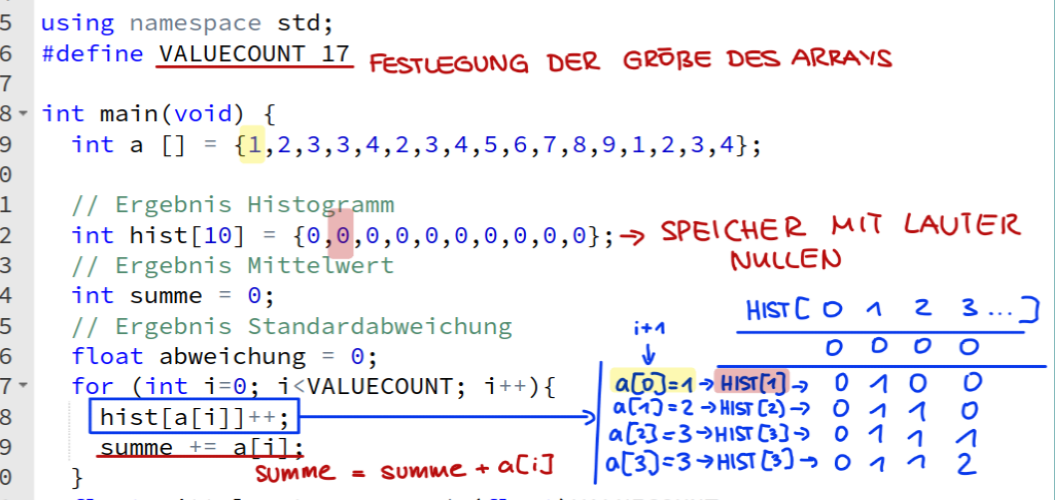 5 using namespace std;
6 #define VALUECOUNT 17 FESTLEGUNG DER GRÖßE DES ARRAYS
7
8 int main(void) {
9 int a [] = {1,2,3,3,4,2,3,4,5,6,7,8,9,1,2,3,4};
0
1 // Ergebnis Histogramm
2 int hist[10] = {0,0,0,0,0,0,0,0,0,0}; → SPEICHER MIT LAUTER
NULLEN
3 // Ergebnis Mittelwert
4 int summe = 0;
HIST[ 0 1 2 3 ... ]
5 // Ergebnis Standardabweichung
i+1
↓
0 0 0 0
6 float abweichung = 0;
7 for (int i=0; i<VALUECOUNT; i++){
a[0]=1 → HIST[1] → 0 1 0 0
8 hist[a[i]]++;
a[1]=2 → HIST[2] → 0 1 1 0
9 summe += a[i];
a[2]=3 → HIST[3] → 0 1 1 1
a[3]=3 → HIST[3] → 0 1 1 2
0 }
SUMME = SUMME + a[i]